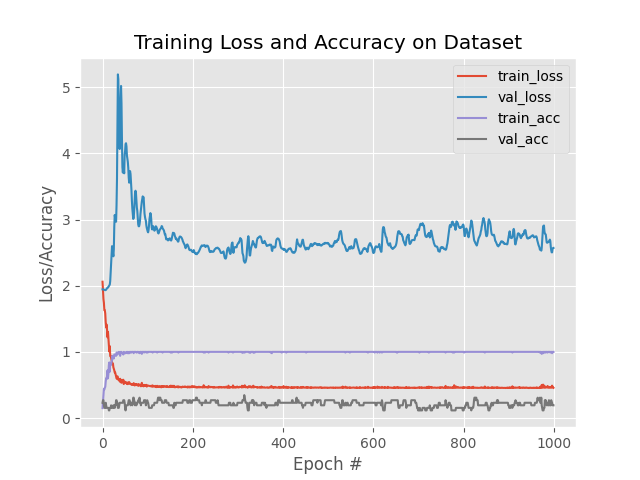 Training Loss and Accuracy on Dataset
train_loss
val_loss
train_acc
val_acc
Loss/Accuracy
5
4
3
2
1
0
0 200 400 600 800 1000
Epoch #